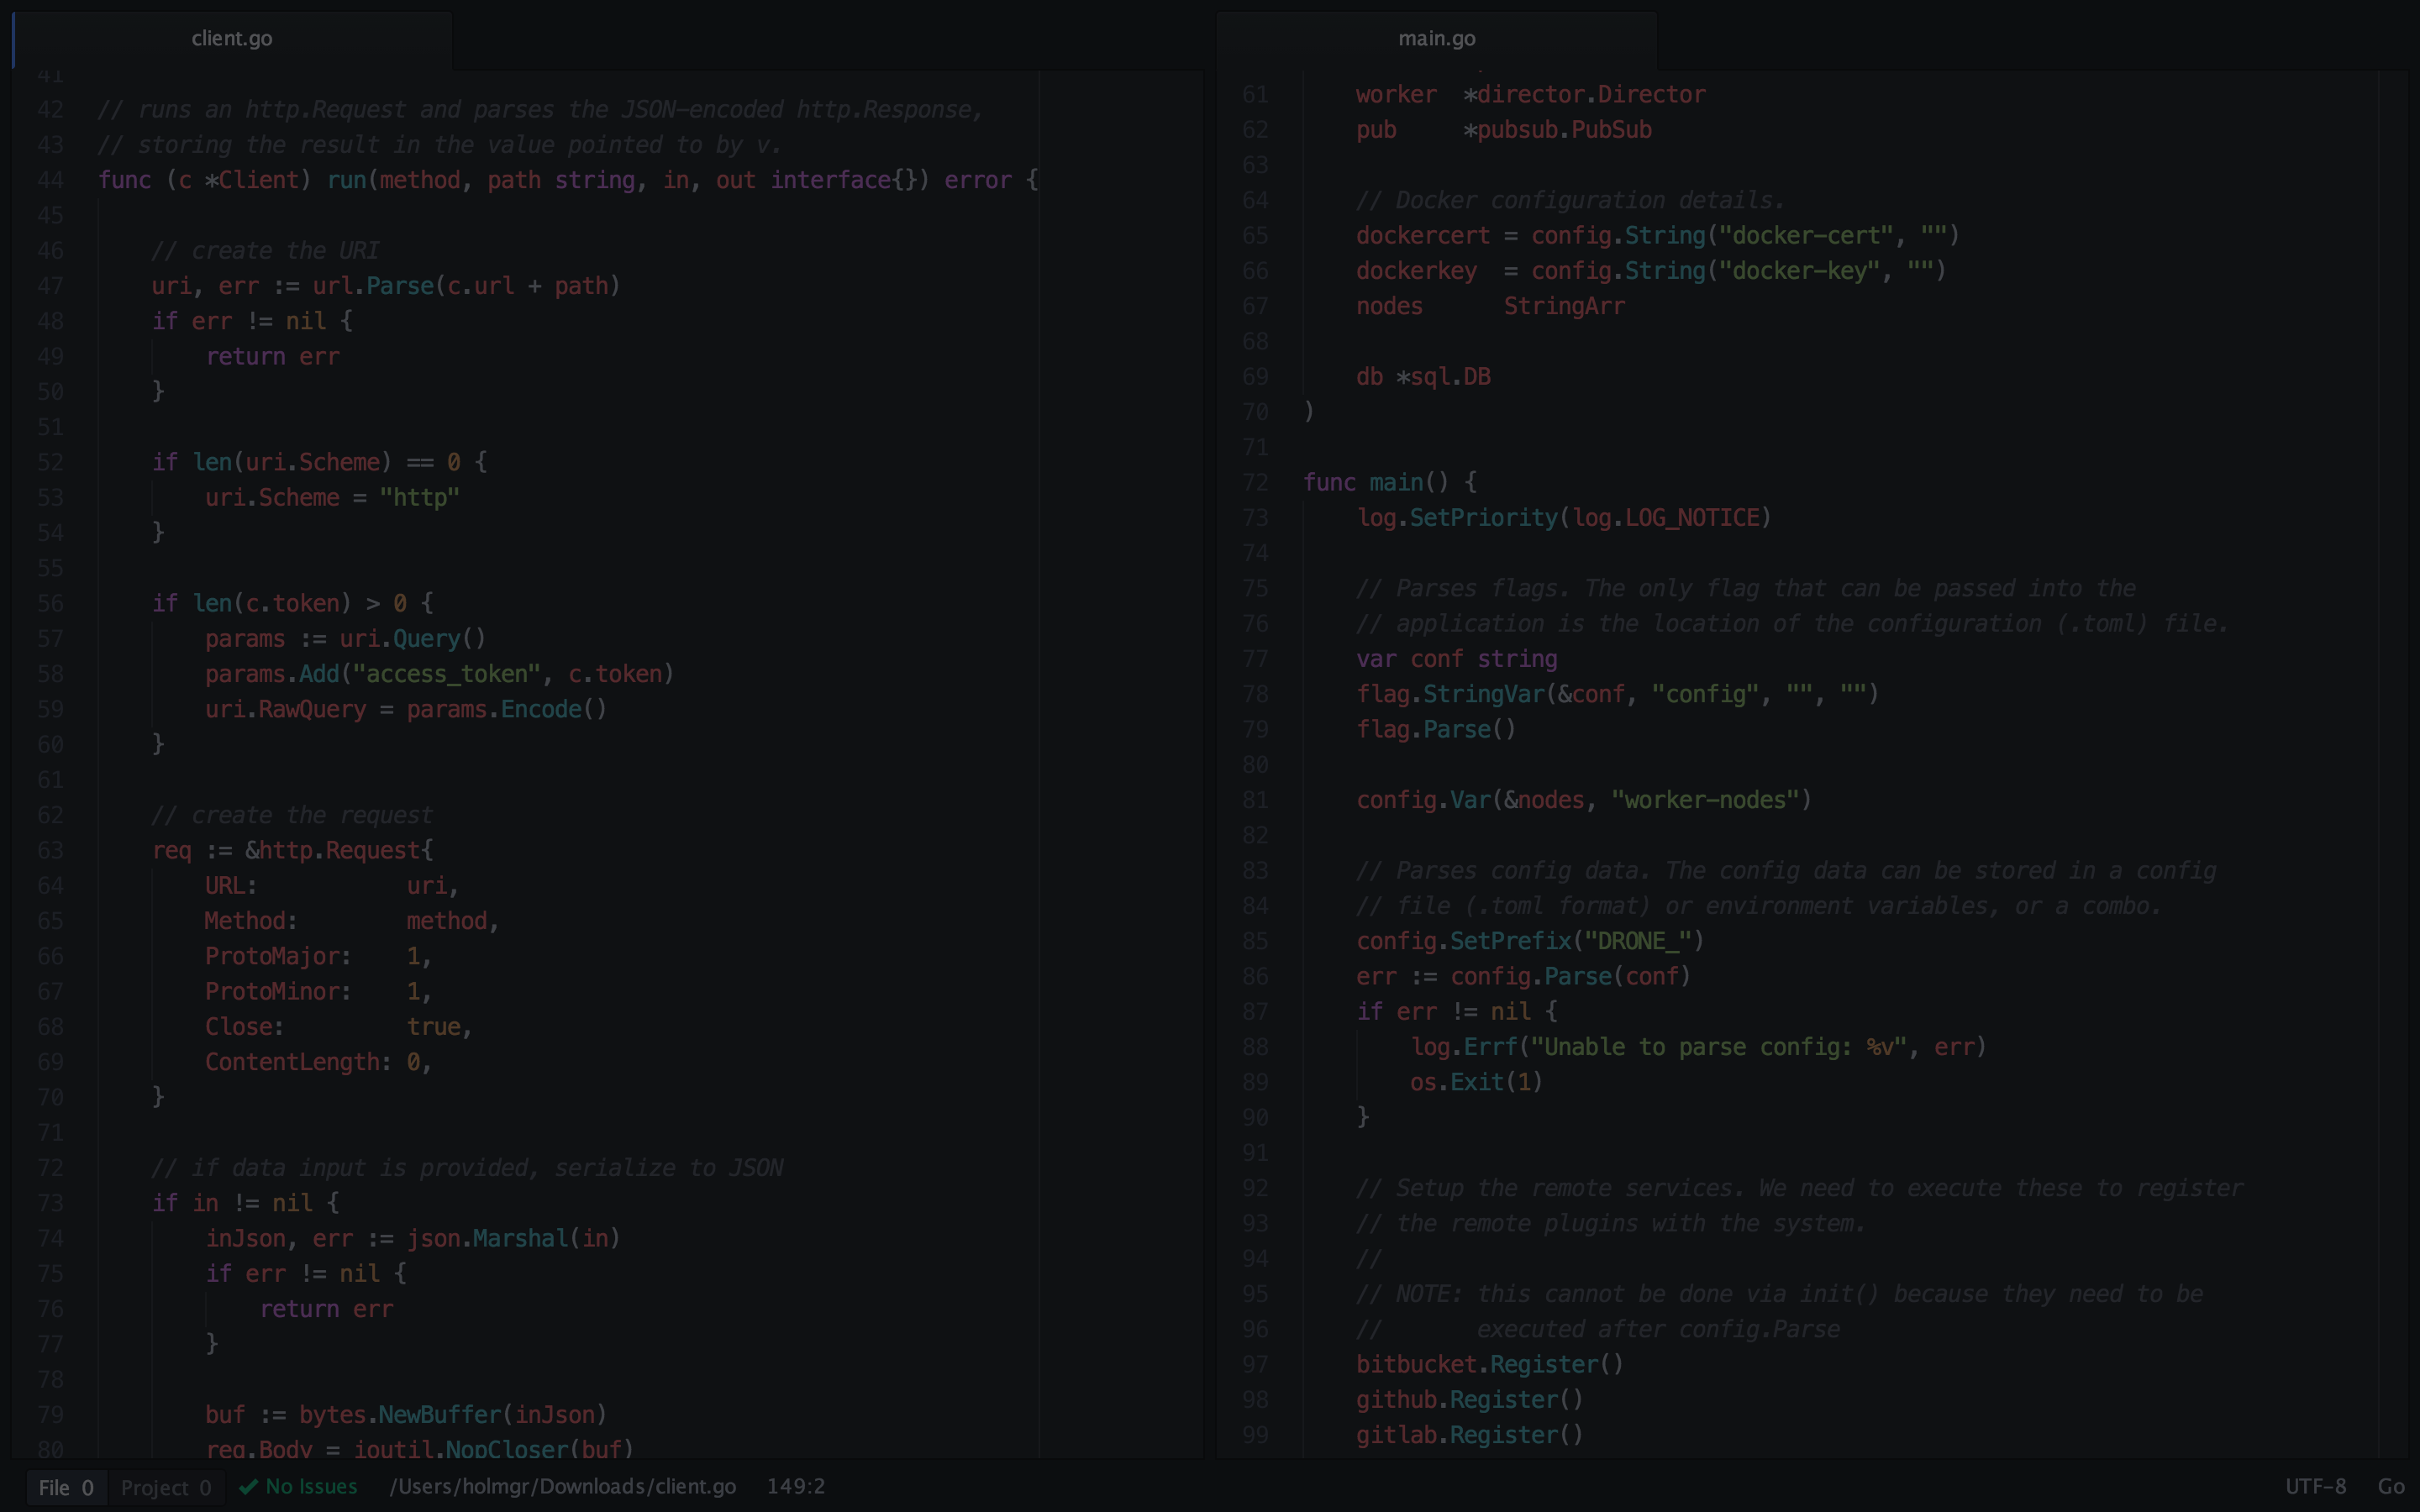 client.go
41
42 // runs an http.Request and parses the JSON-encoded http.Response,
43 // storing the result in the value pointed to by v.
44 func (c *Client) run(method, path string, in, out interface{}) error {
45
46 // create the URI
47 uri, err := url.Parse(c.url + path)
48 if err != nil {
49 return err
50 }
51
52 if len(uri.Scheme) == 0 {
53 uri.Scheme = "http"
54 }
55
56 if len(c.token) > 0 {
57 params := uri.Query()
58 params.Add("access_token", c.token)
59 uri.RawQuery = params.Encode()
60 }
61
62 // create the request
63 req := &http.Request{
64 URL: uri,
65 Method: method,
66 ProtoMajor: 1,
67 ProtoMinor: 1,
68 Close: true,
69 ContentLength: 0,
70 }
71
72 // if data input is provided, serialize to JSON
73 if in != nil {
74 inJson, err := json.Marshal(in)
75 if err != nil {
76 return err
77 }
78
79 buf := bytes.NewBuffer(inJson)
80 req.Body = ioutil.NopCloser(buf)
main.go
61 worker *director.Director
62 pub *pubsub.PubSub
63
64 // Docker configuration details.
65 dockercert = config.String("docker-cert", "")
66 dockerkey = config.String("docker-key", "")
67 nodes StringArr
68
69 db *sql.DB
70 )
71
72 func main() {
73 log.SetPriority(log.LOG_NOTICE)
74
75 // Parses flags. The only flag that can be passed into the
76 // application is the location of the configuration (.toml) file.
77 var conf string
78 flag.StringVar(&conf, "config", "", "")
79 flag.Parse()
80
81 config.Var(&nodes, "worker-nodes")
82
83 // Parses config data. The config data can be stored in a config
84 // file (.toml format) or environment variables, or a combo.
85 config.SetPrefix("DRONE_")
86 err := config.Parse(conf)
87 if err != nil {
88 log.Errf("Unable to parse config: %v", err)
89 os.Exit(1)
90 }
91
92 // Setup the remote services. We need to execute these to register
93 // the remote plugins with the system.
94 //
95 // NOTE: this cannot be done via init() because they need to be
96 // executed after config.Parse
97 bitbucket.Register()
98 github.Register()
99 gitlab.Register()
File 0 Project 0 No Issues /Users/holmgr/Downloads/client.go 149:2 UTF-8 Go